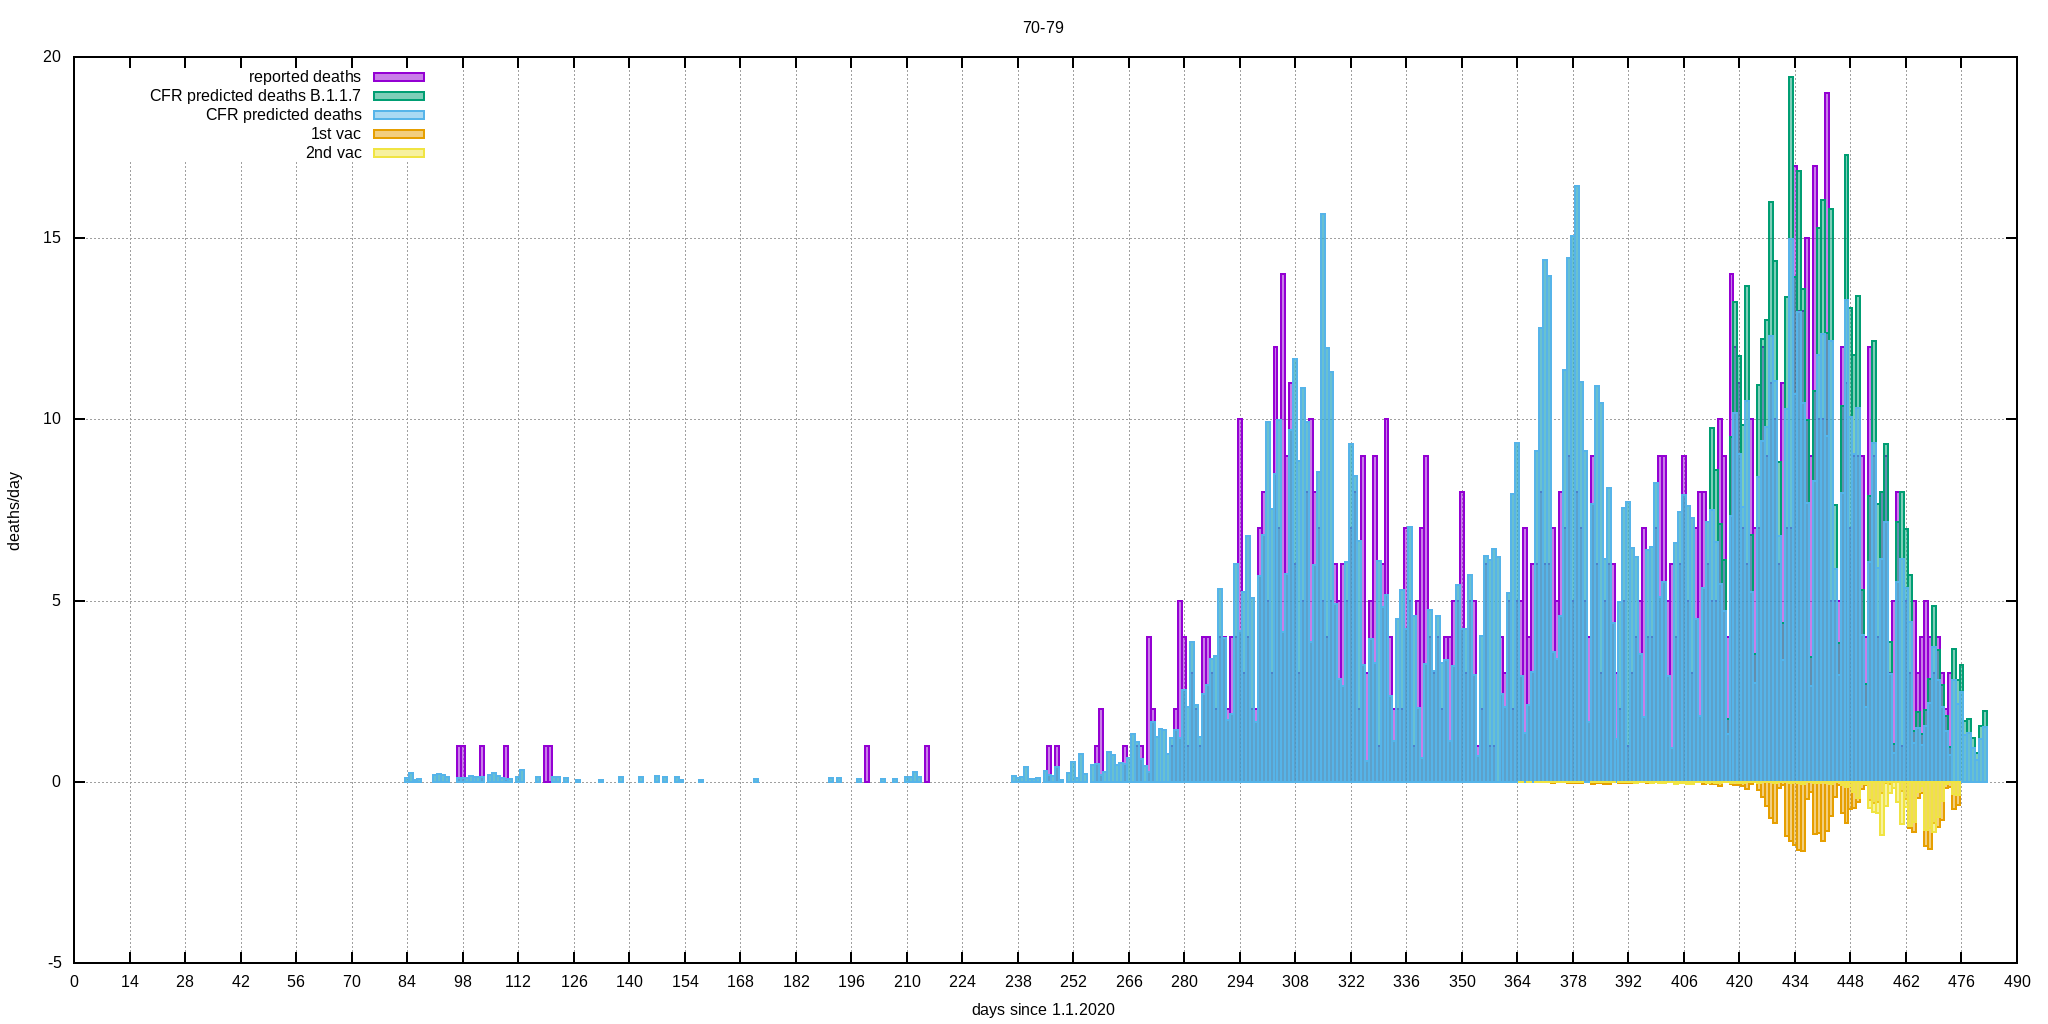 70-79
20
15
10
5
0
-5
deaths/day
reported deaths
CFR predicted deaths B.1.1.7
CFR predicted deaths
1st vac
2nd vac
0 14 28 42 56 70 84 98 112 126 140 154 168 182 196 210 224 238 252 266 280 294 308 322 336 350 364 378 392 406 420 434 448 462 476 490
days since 1.1.2020